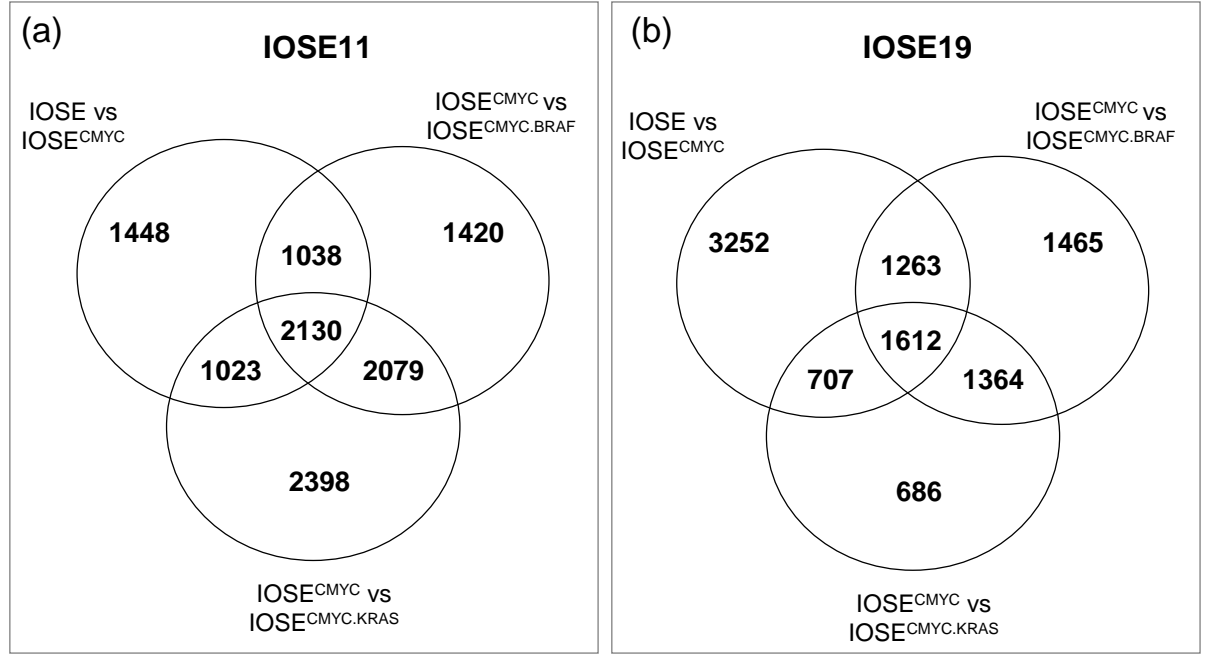 (a)
IOSE11
IOSE vs
IOSECMYC
IOSECMYC vs
IOSECMYC.BRAF
1448
1038
1420
2130
1023
2079
2398
IOSECMYC vs
IOSECMYC.KRAS
(b)
IOSE19
IOSE vs
IOSECMYC
IOSECMYC vs
IOSECMYC.BRAF
3252
1263
1465
1612
707
1364
686
IOSECMYC vs
IOSECMYC.KRAS